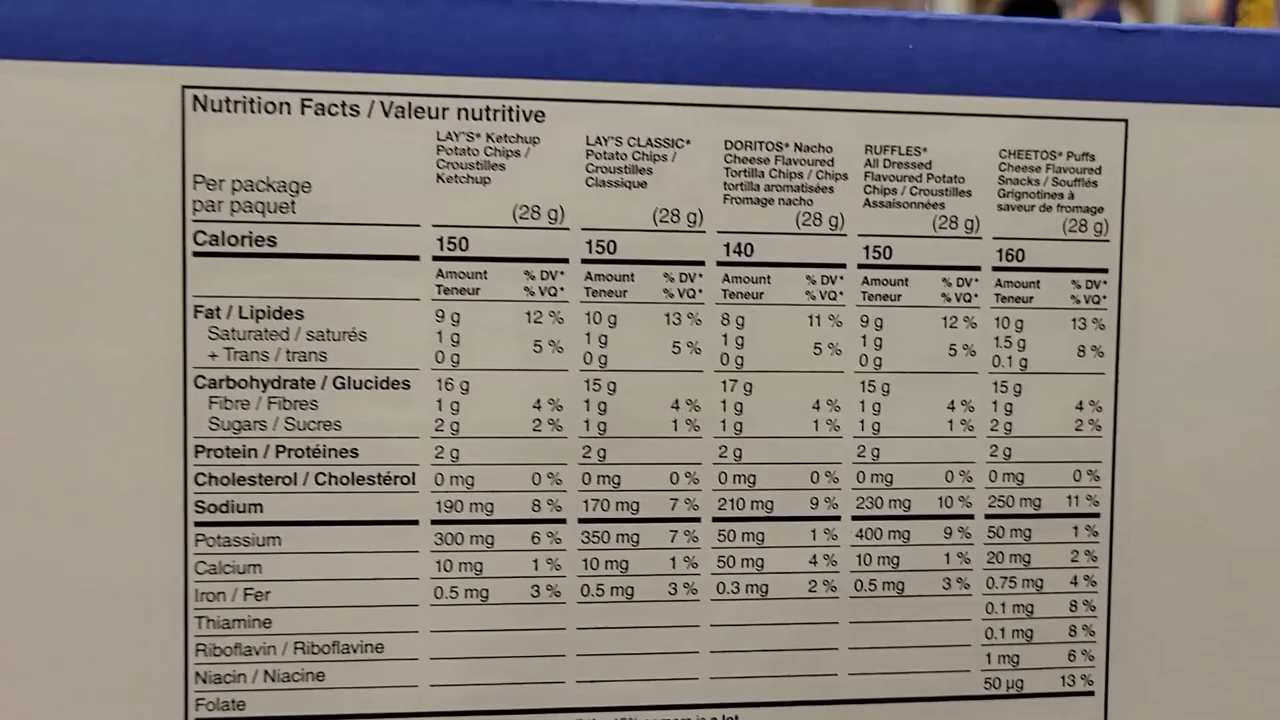 Nutrition Facts / Valeur nutritive
Per package
par paquet
LAY'S* Ketchup
Potato Chips /
Croustilles
Ketchup
(28 g)
LAY'S CLASSIC*
Potato Chips /
Croustilles
Classique
(28 g)
DORITOS* Nacho
Cheese Flavoured
Tortilla Chips / Chips
tortilla aromatisées
Fromage nacho
(28 g)
RUFFLES*
All Dressed
Flavoured Potato
Chips / Croustilles
Assaisonnées
(28 g)
CHEETOS* Puffs
Cheese Flavoured
Snacks / Soufflés
Grignotines à
saveur de fromage
(28 g)
Calories 150 150 140 150 160
Amount % DV* Amount % DV* Amount % DV* Amount % DV* Amount % DV*
Teneur % VQ* Teneur % VQ* Teneur % VQ* Teneur % VQ* Teneur % VQ*
Fat / Lipides 9 g 12 % 10 g 13 % 8 g 11 % 9 g 12 % 10 g 13 %
Saturated / saturés 1 g 1 g 1 g 1 g 1.5 g
5 % 5 % 5 % 5 % 8 %
+ Trans / trans 0 g 0 g 0 g 0 g 0.1 g
Carbohydrate / Glucides 16 g 15 g 17 g 15 g 15 g
Fibre / Fibres 1 g 4 % 1 g 4 % 1 g 4 % 1 g 4 % 1 g 4 %
Sugars / Sucres 2 g 2 % 1 g 1 % 1 g 1 % 1 g 1 % 2 g 2 %
Protein / Protéines 2 g 2 g 2 g 2 g 2 g
Cholesterol / Cholestérol 0 mg 0 % 0 mg 0 % 0 mg 0 % 0 mg 0 % 0 mg 0 %
Sodium 190 mg 8 % 170 mg 7 % 210 mg 9 % 230 mg 10 % 250 mg 11 %
Potassium 300 mg 6 % 350 mg 7 % 50 mg 1 % 400 mg 9 % 50 mg 1 %
Calcium 10 mg 1 % 10 mg 1 % 50 mg 4 % 10 mg 1 % 20 mg 2 %
Iron / Fer 0.5 mg 3 % 0.5 mg 3 % 0.3 mg 2 % 0.5 mg 3 % 0.75 mg 4 %
Thiamine 0.1 mg 8 %
Riboflavin / Riboflavine 0.1 mg 8 %
Niacin / Niacine 1 mg 6 %
Folate 50 µg 13 %